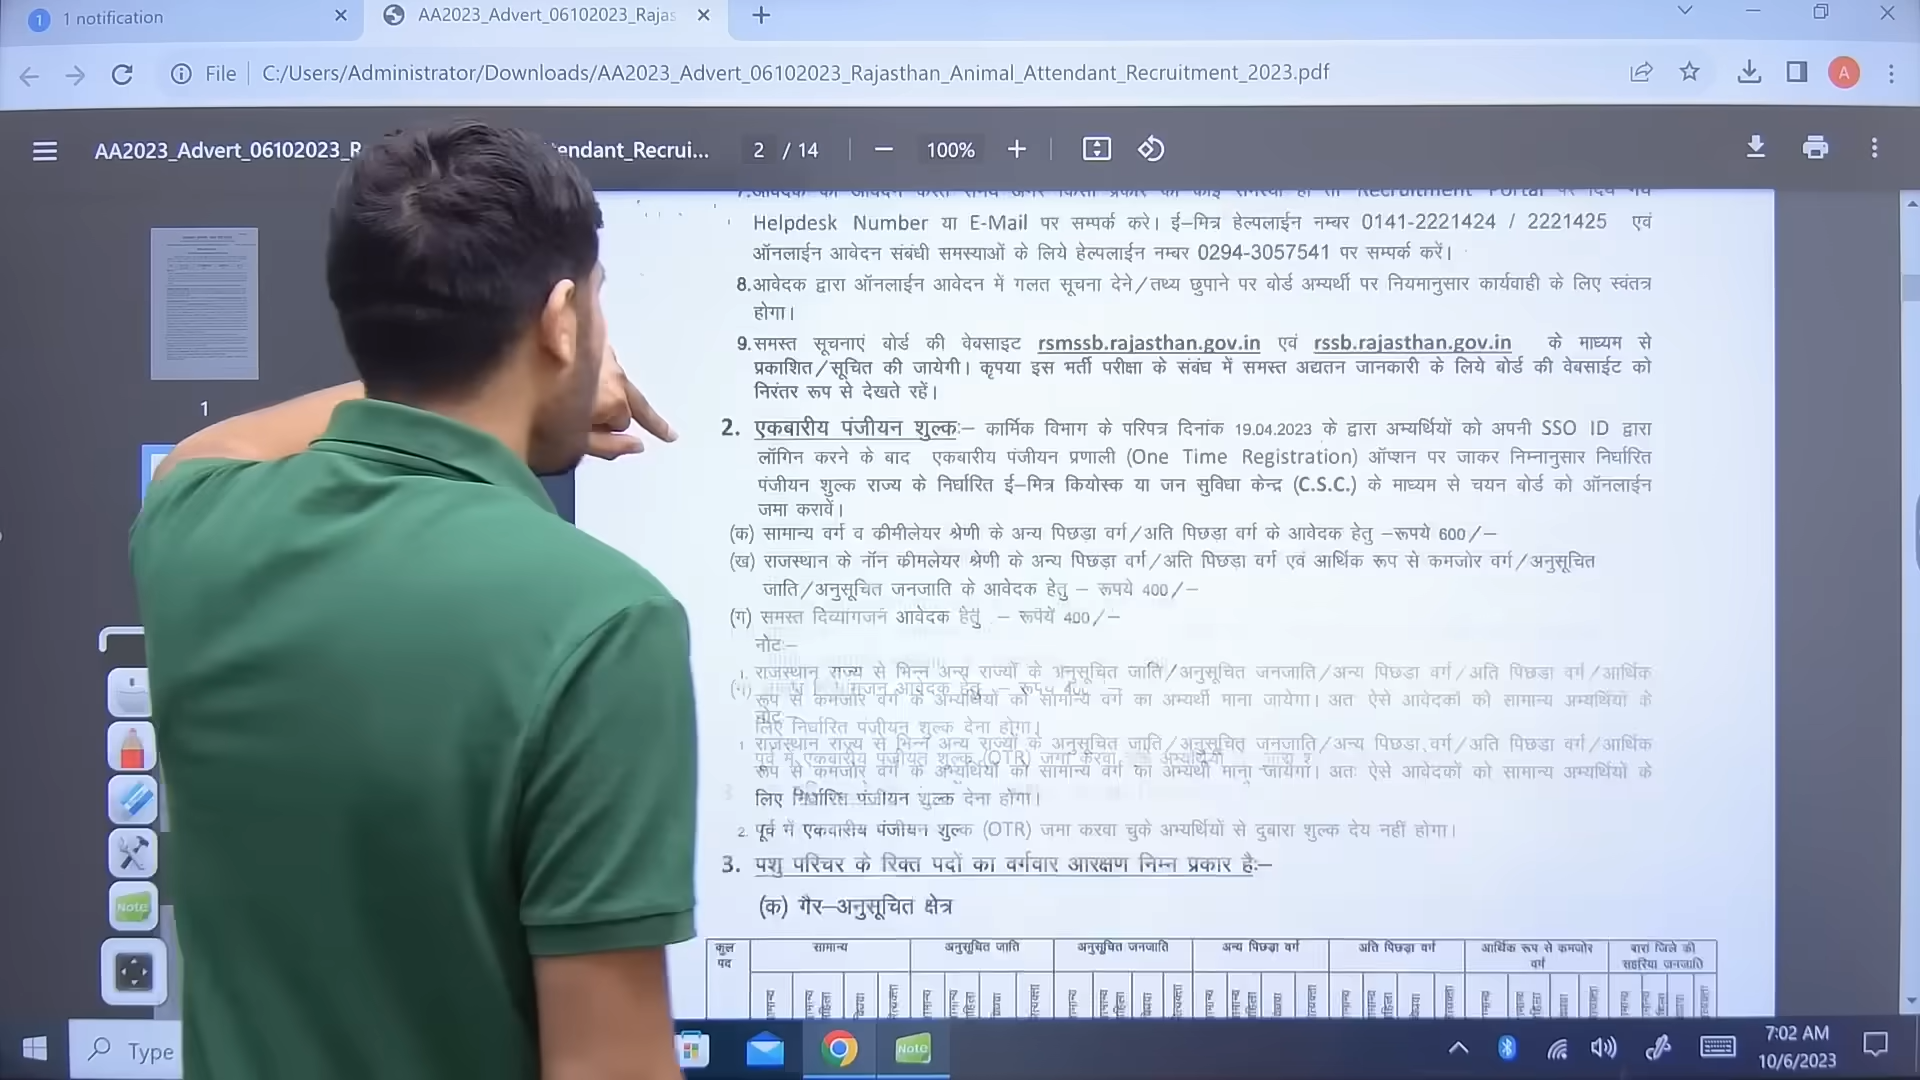 1 notification
AA2023_Advert_06102023_Rajas
File C:/Users/Administrator/Downloads/AA2023_Advert_06102023_Rajasthan_Animal_Attendant_Recruitment_2023.pdf
A
AA2023_Advert_06102023_R endant_Recrui... 2 / 14 100%
1
Recruitment Portal
Helpdesk Number या E-Mail पर सम्पर्क करे। ई–मित्र हेल्पलाईन नम्बर 0141-2221424 / 2221425 एवं
ऑनलाईन आवेदन संबंधी समस्याओं के लिये हेल्पलाईन नम्बर 0294-3057541 पर सम्पर्क करें।
8.आवेदक द्वारा ऑनलाईन आवेदन में गलत सूचना देने/तथ्य छुपाने पर बोर्ड अभ्यर्थी पर नियमानुसार कार्यवाही के लिए स्वंतत्र
होगा।
9.समस्त सूचनाएं बोर्ड की वेबसाइट rsmssb.rajasthan.gov.in एवं rssb.rajasthan.gov.in के माध्यम से
प्रकाशित/सूचित की जायेगी। कृपया इस भर्ती परीक्षा के संबंघ में समस्त अद्यतन जानकारी के लिये बोर्ड की वेबसाईट को
निरंतर रूप से देखते रहें।
2. एकबारीय पंजीयन शुल्कः– कार्मिक विभाग के परिपत्र दिनांक 19.04.2023 के द्वारा अभ्यर्थियों को अपनी SSO ID द्वारा
लॉगिन करने के बाद एकबारीय पंजीयन प्रणाली (One Time Registration) ऑप्शन पर जाकर निम्नानुसार निर्धारित
पंजीयन शुल्क राज्य के निर्धारित ई–मित्र कियोस्क या जन सुविधा केन्द्र (C.S.C.) के माध्यम से चयन बोर्ड को ऑनलाईन
जमा करावें।
(क) सामान्य वर्ग व क्रीमीलेयर श्रेणी के अन्य पिछड़ा वर्ग/अति पिछड़ा वर्ग के आवेदक हेतु –रूपये 600/–
(ख) राजस्थान के नॉन क्रीमलेयर श्रेणी के अन्य पिछड़ा वर्ग/अति पिछड़ा वर्ग एवं आर्थिक रूप से कमजोर वर्ग/अनुसूचित
जाति/अनुसूचित जनजाति के आवेदक हेतु – रूपये 400/–
(ग) समस्त दिव्यांगजन आवेदक हेतु – रूपये 400/–
नोटः–
1. राजस्थान राज्य से भिन्न अन्य राज्यों के अनुसूचित जाति/अनुसूचित जनजाति/अन्य पिछडा वर्ग/अति पिछडा वर्ग/आर्थिक
रूप से कमजोर वर्ग के अभ्यर्थियों को सामान्य वर्ग का अभ्यर्थी माना जायेगा। अतः ऐसे आवेदकों को सामान्य अभ्यर्थियों के
लिए निर्धारित पंजीयन शुल्क देना होगा।
2. पूर्व में एकबारीय पंजीयन शुल्क (OTR) जमा करवा चुके अभ्यर्थियों से दुबारा शुल्क देय नहीं होगा।
3. पशु परिचर के रिक्त पदों का वर्गवार आरक्षण निम्न प्रकार हैः–
(क) गैर–अनुसूचित क्षेत्र
कुल पद सामान्य अनुसूचित जाति अनुसूचित जनजाति अन्य पिछड़ा वर्ग अति पिछड़ा वर्ग आर्थिक रूप से कमजोर वर्ग बारां जिले की सहरिया जनजाति
Note
Type
Note
7:02 AM
10/6/2023